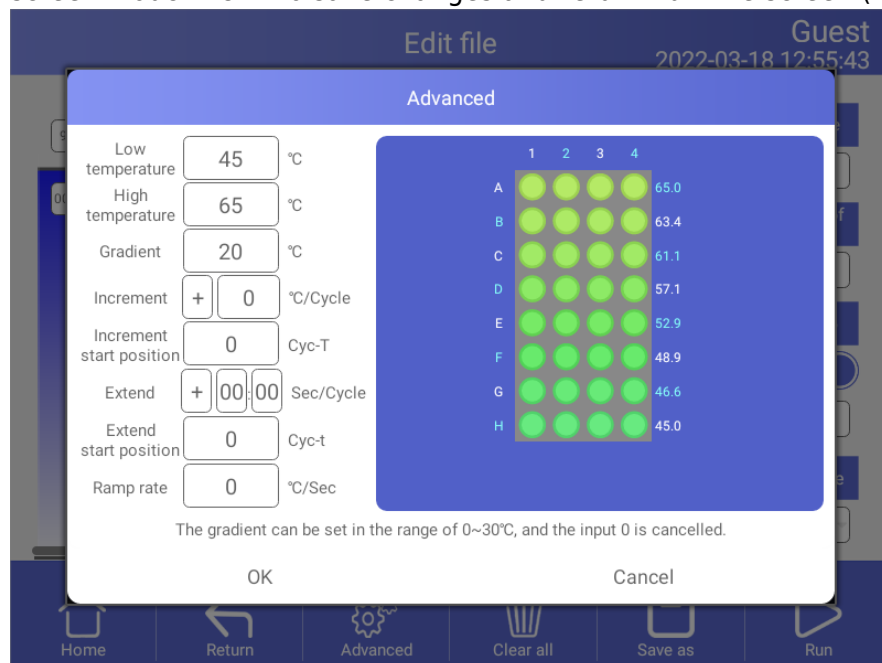 Edit file
Guest
2022-03-18 12:55:43
Advanced
Low temperature 45 ℃
High temperature 65 ℃
Gradient 20 ℃
Increment + 0 ℃/Cycle
Increment start position 0 Cyc-T
Extend + 00:00 Sec/Cycle
Extend start position 0 Cyc-t
Ramp rate 0 ℃/Sec
1 2 3 4
A 65.0
B 63.4
C 61.1
D 57.1
E 52.9
F 48.9
G 46.6
H 45.0
The gradient can be set in the range of 0~30℃, and the input 0 is cancelled.
OK Cancel
Home Return Advanced Clear all Save as Run